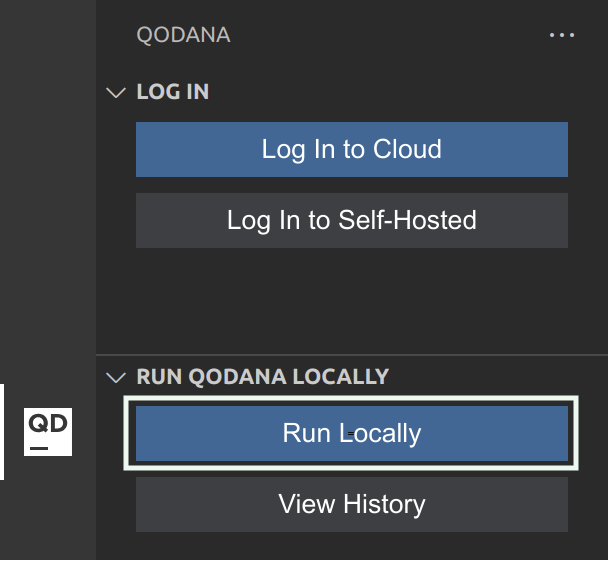 QODANA
LOG IN
Log In to Cloud
Log In to Self-Hosted
RUN QODANA LOCALLY
QD
Run Locally
View History